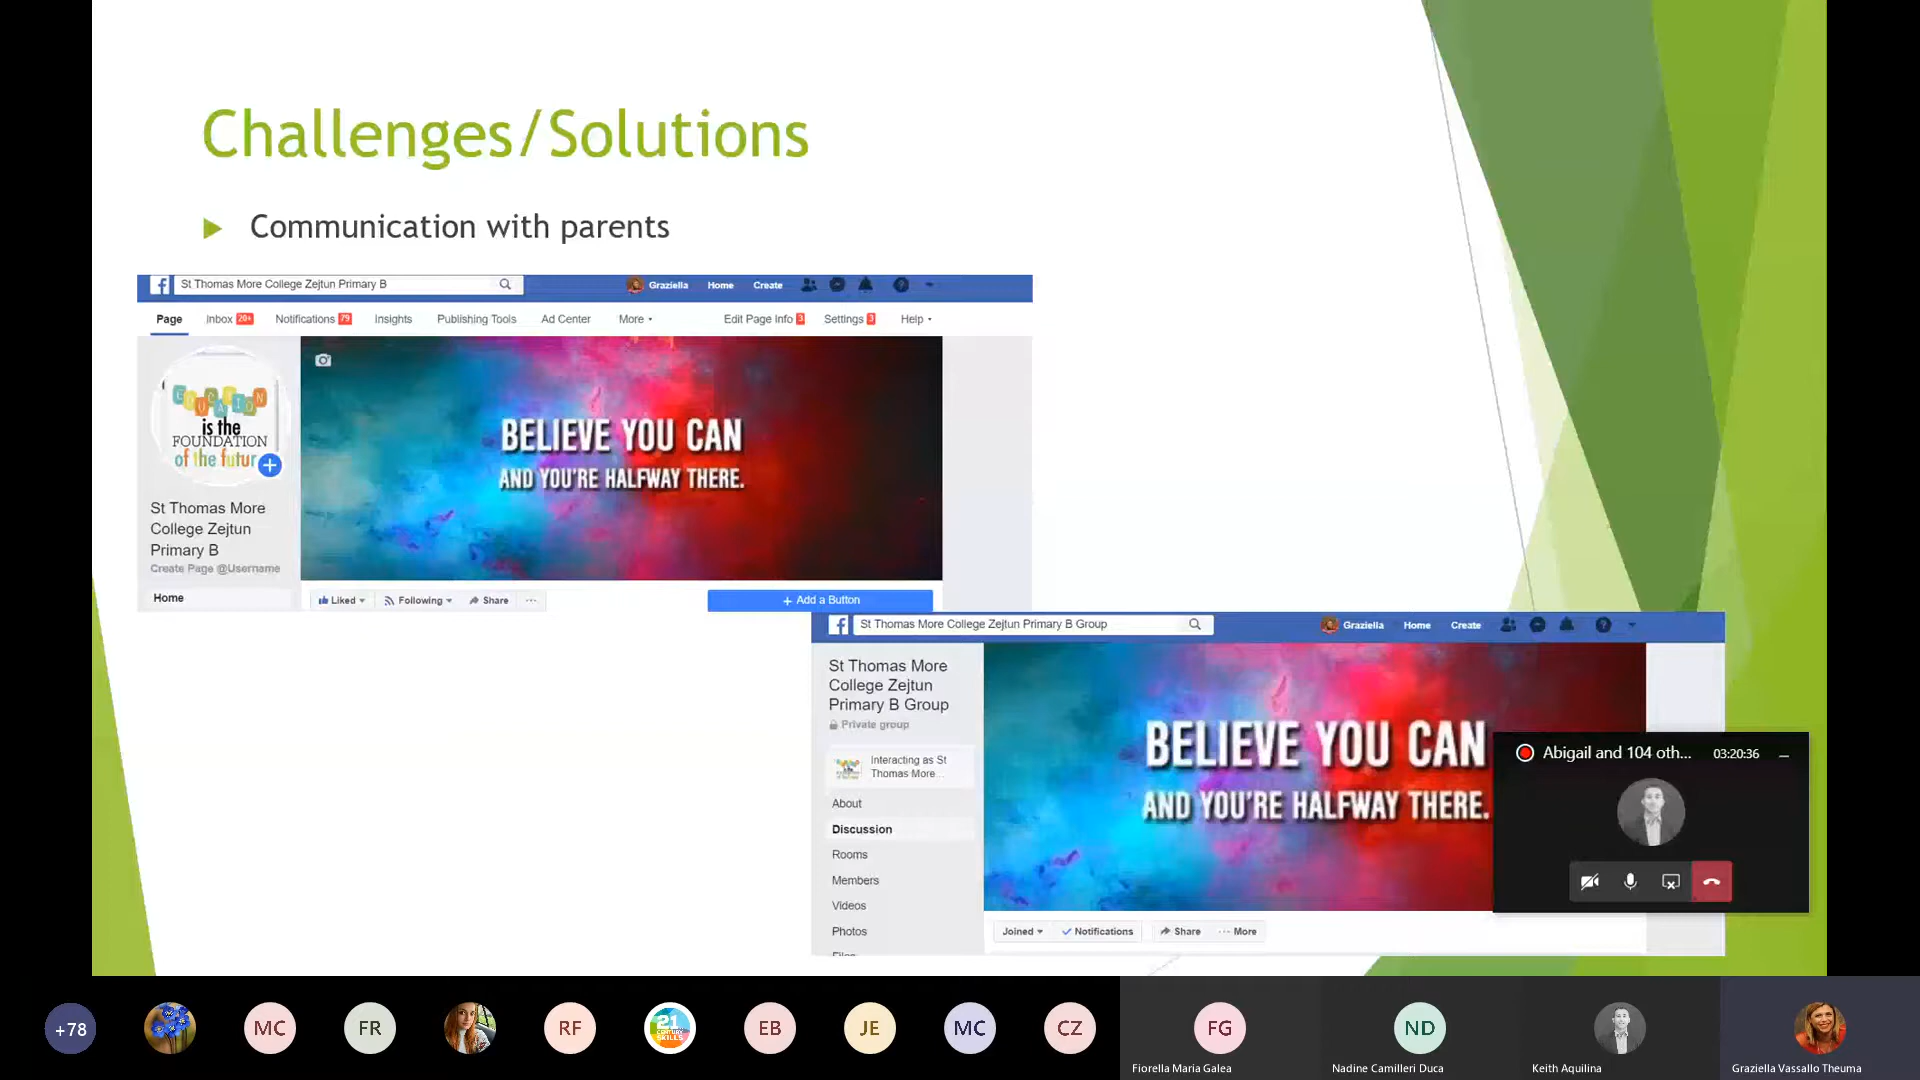 Challenges/Solutions
Communication with parents
St Thomas More College Zejtun Primary B
Graziella Home Create
Page Inbox 20+ Notifications 79 Insights Publishing Tools Ad Center More Edit Page Info 3 Settings 3 Help
EDUCATION
is the
FOUNDATION
of the futur
BELIEVE YOU CAN
AND YOU'RE HALFWAY THERE.
St Thomas More
College Zejtun
Primary B
Create Page @Username
Home
Liked Following Share ...
+ Add a Button
St Thomas More College Zejtun Primary B Group
Graziella Home Create
St Thomas More
College Zejtun
Primary B Group
Private group
Interacting as St
Thomas More...
About
Discussion
Rooms
Members
Videos
Photos
Files
BELIEVE YOU CAN
AND YOU'RE HALFWAY THERE.
Joined Notifications Share ... More
Abigail and 104 oth... 03:20:36
+78 MC FR RF 21 CENTURY SKILLS EB JE MC CZ FG ND
Fiorella Maria Galea Nadine Camilleri Duca Keith Aquilina Graziella Vassallo Theuma